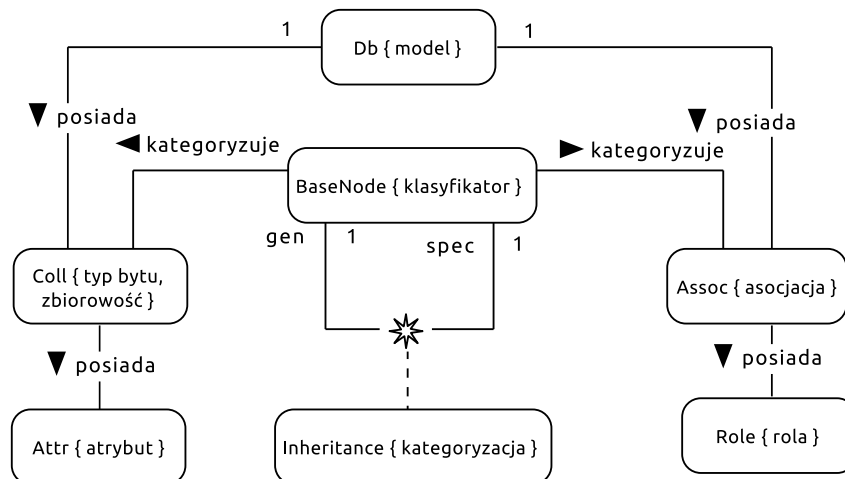 1
Db { model }
1
posiada
posiada
kategoryzuje
kategoryzuje
BaseNode { klasyfikator }
gen
1
spec
1
Coll { typ bytu,
zbiorowość }
Assoc { asocjacja }
posiada
posiada
Attr { atrybut }
Inheritance { kategoryzacja }
Role { rola }